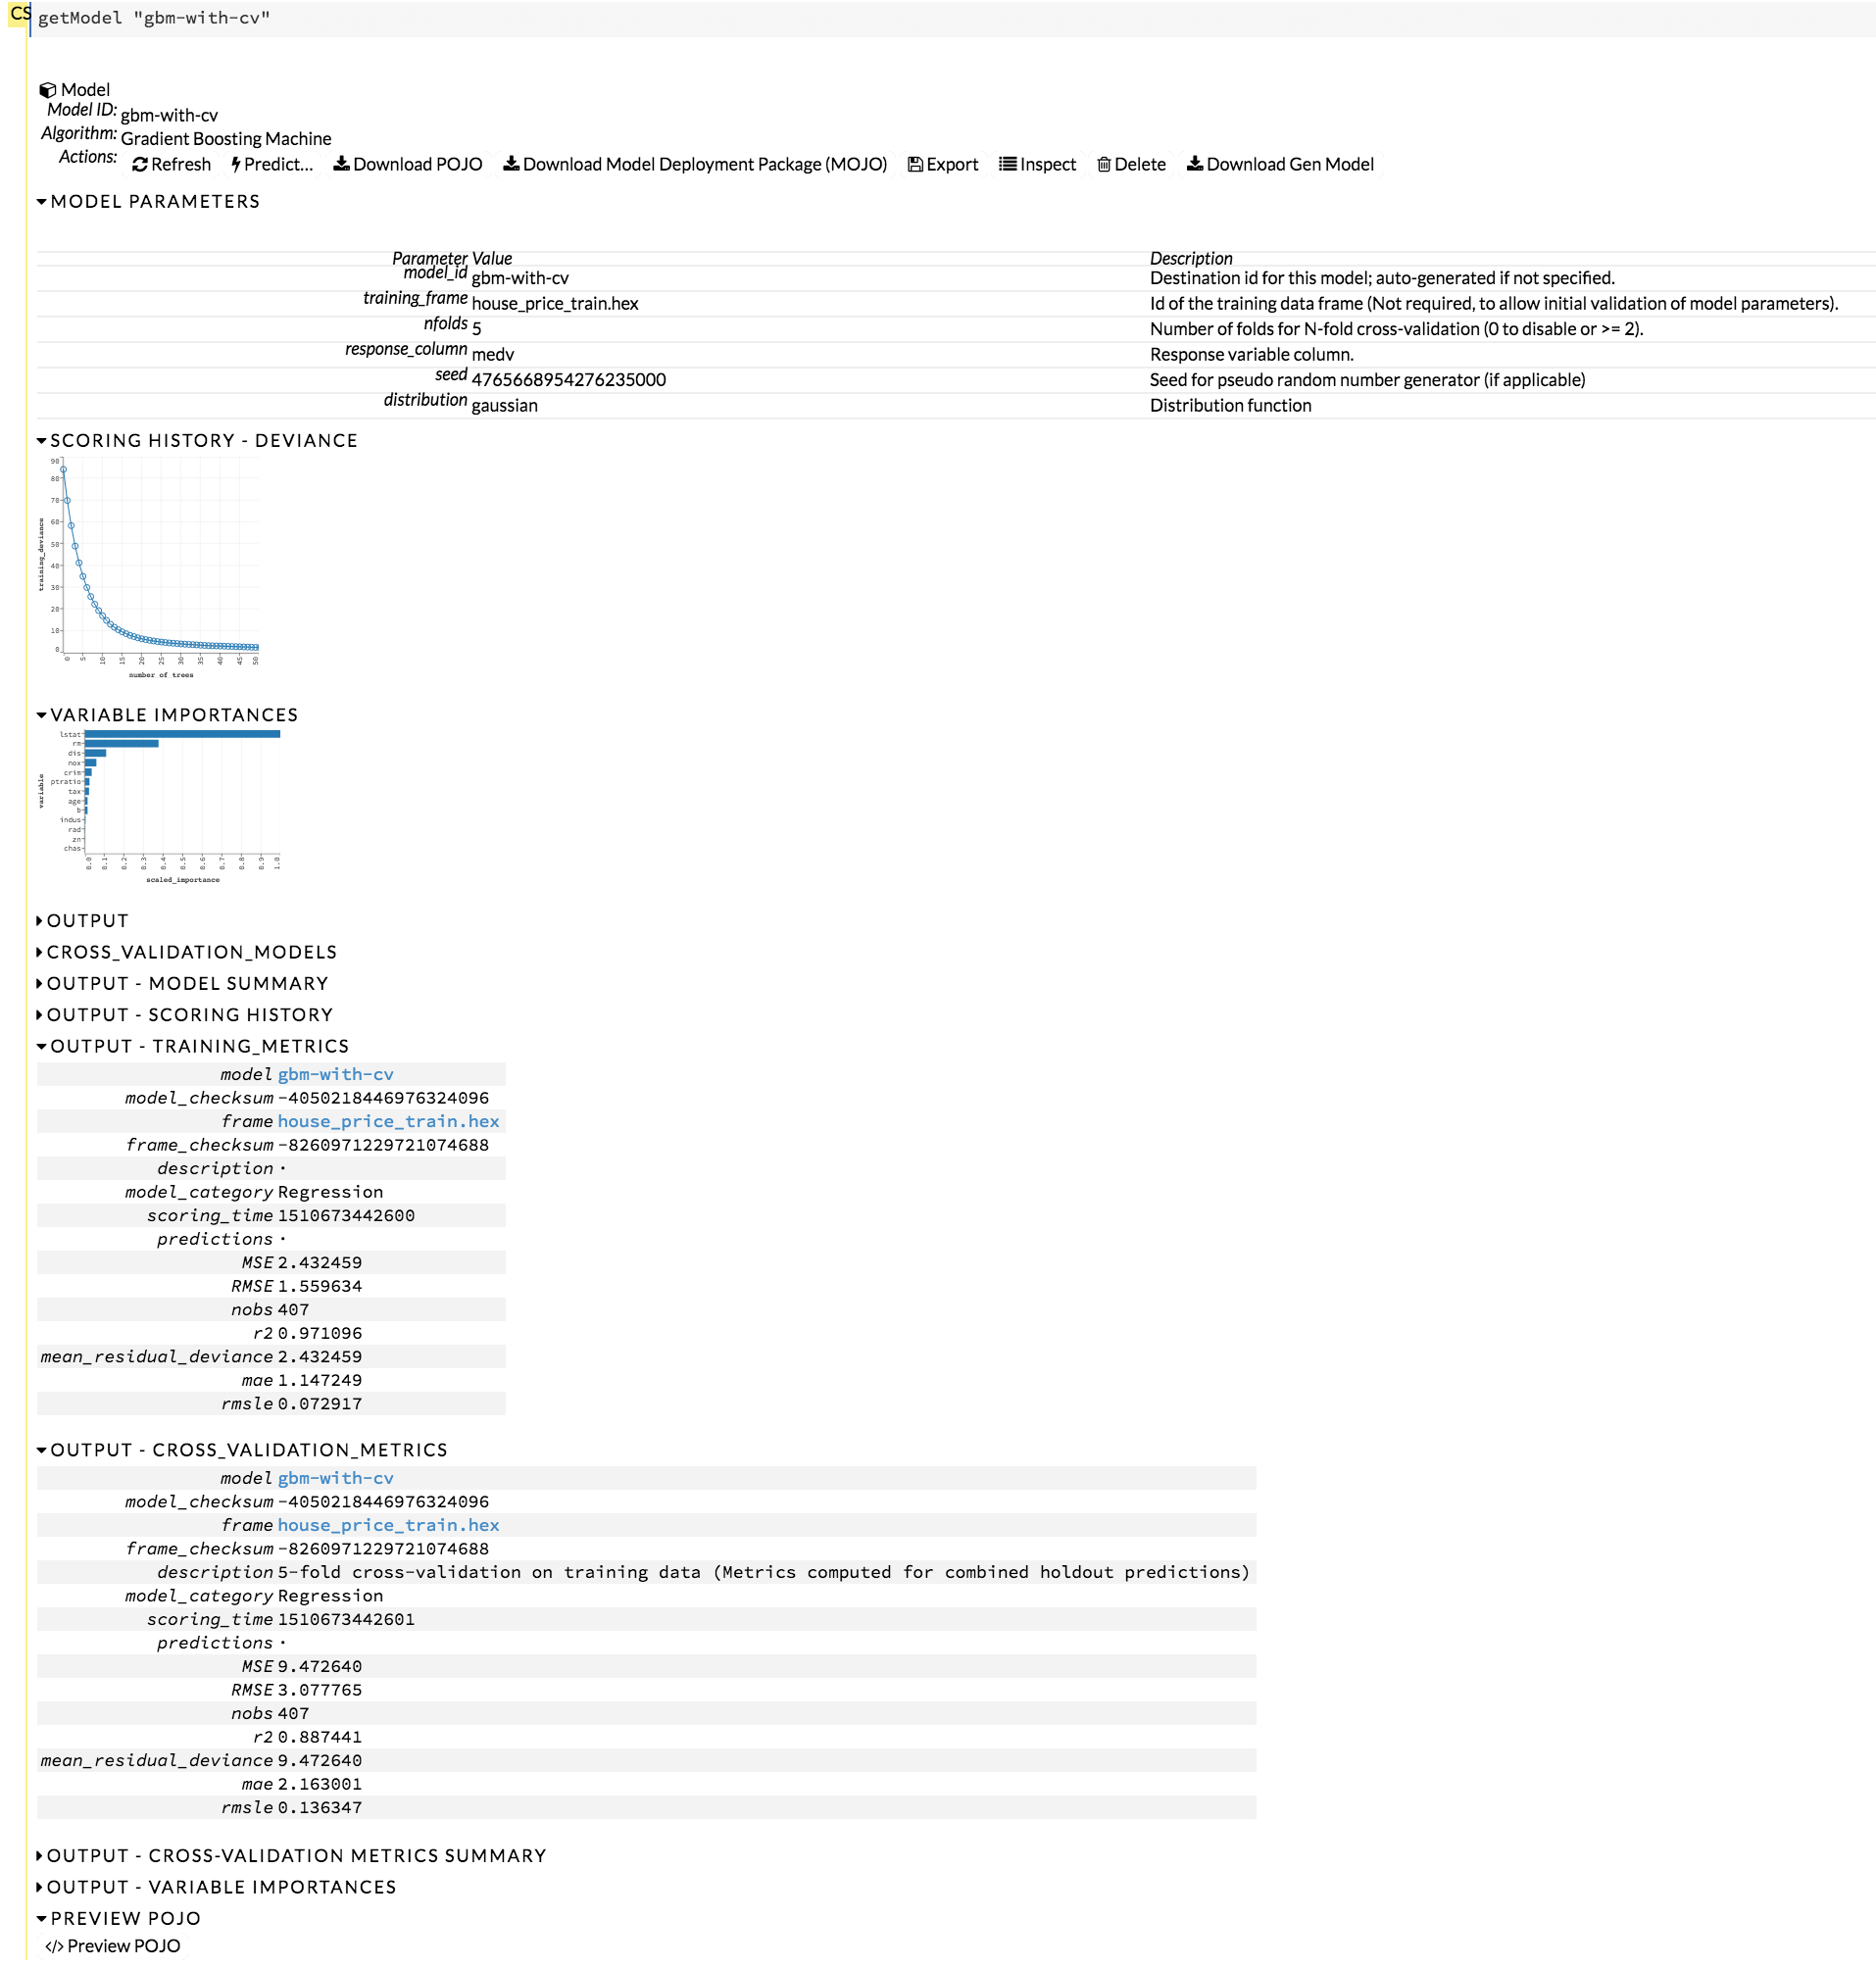 CS
getModel "gbm-with-cv"
Model
Model ID: gbm-with-cv
Algorithm: Gradient Boosting Machine
Actions: Refresh Predict... Download POJO Download Model Deployment Package (MOJO) Export Inspect Delete Download Gen Model
MODEL PARAMETERS
Parameter Value Description
model_id gbm-with-cv Destination id for this model; auto-generated if not specified.
training_frame house_price_train.hex Id of the training data frame (Not required, to allow initial validation of model parameters).
nfolds 5 Number of folds for N-fold cross-validation (0 to disable or >= 2).
response_column medv Response variable column.
seed 4765668954276235000 Seed for pseudo random number generator (if applicable)
distribution gaussian Distribution function
SCORING HISTORY - DEVIANCE
90
80
70
60
50
40
30
20
10
0
training_deviance
0 5 10 15 20 25 30 35 40 45 50
number_of_trees
VARIABLE IMPORTANCES
lstat
rm
dis
nox
crim
ptratio
tax
age
b
indus
rad
zn
chas
variable
0.0 0.1 0.2 0.3 0.4 0.5 0.6 0.7 0.8 0.9 1.0
scaled_importance
OUTPUT
CROSS_VALIDATION_MODELS
OUTPUT - MODEL SUMMARY
OUTPUT - SCORING HISTORY
OUTPUT - TRAINING_METRICS
model gbm-with-cv
model_checksum -4050218446976324096
frame house_price_train.hex
frame_checksum -8260971229721074688
description ·
model_category Regression
scoring_time 1510673442600
predictions ·
MSE 2.432459
RMSE 1.559634
nobs 407
r2 0.971096
mean_residual_deviance 2.432459
mae 1.147249
rmsle 0.072917
OUTPUT - CROSS_VALIDATION_METRICS
model gbm-with-cv
model_checksum -4050218446976324096
frame house_price_train.hex
frame_checksum -8260971229721074688
description 5-fold cross-validation on training data (Metrics computed for combined holdout predictions)
model_category Regression
scoring_time 1510673442601
predictions ·
MSE 9.472640
RMSE 3.077765
nobs 407
r2 0.887441
mean_residual_deviance 9.472640
mae 2.163001
rmsle 0.136347
OUTPUT - CROSS-VALIDATION METRICS SUMMARY
OUTPUT - VARIABLE IMPORTANCES
PREVIEW POJO
</> Preview POJO